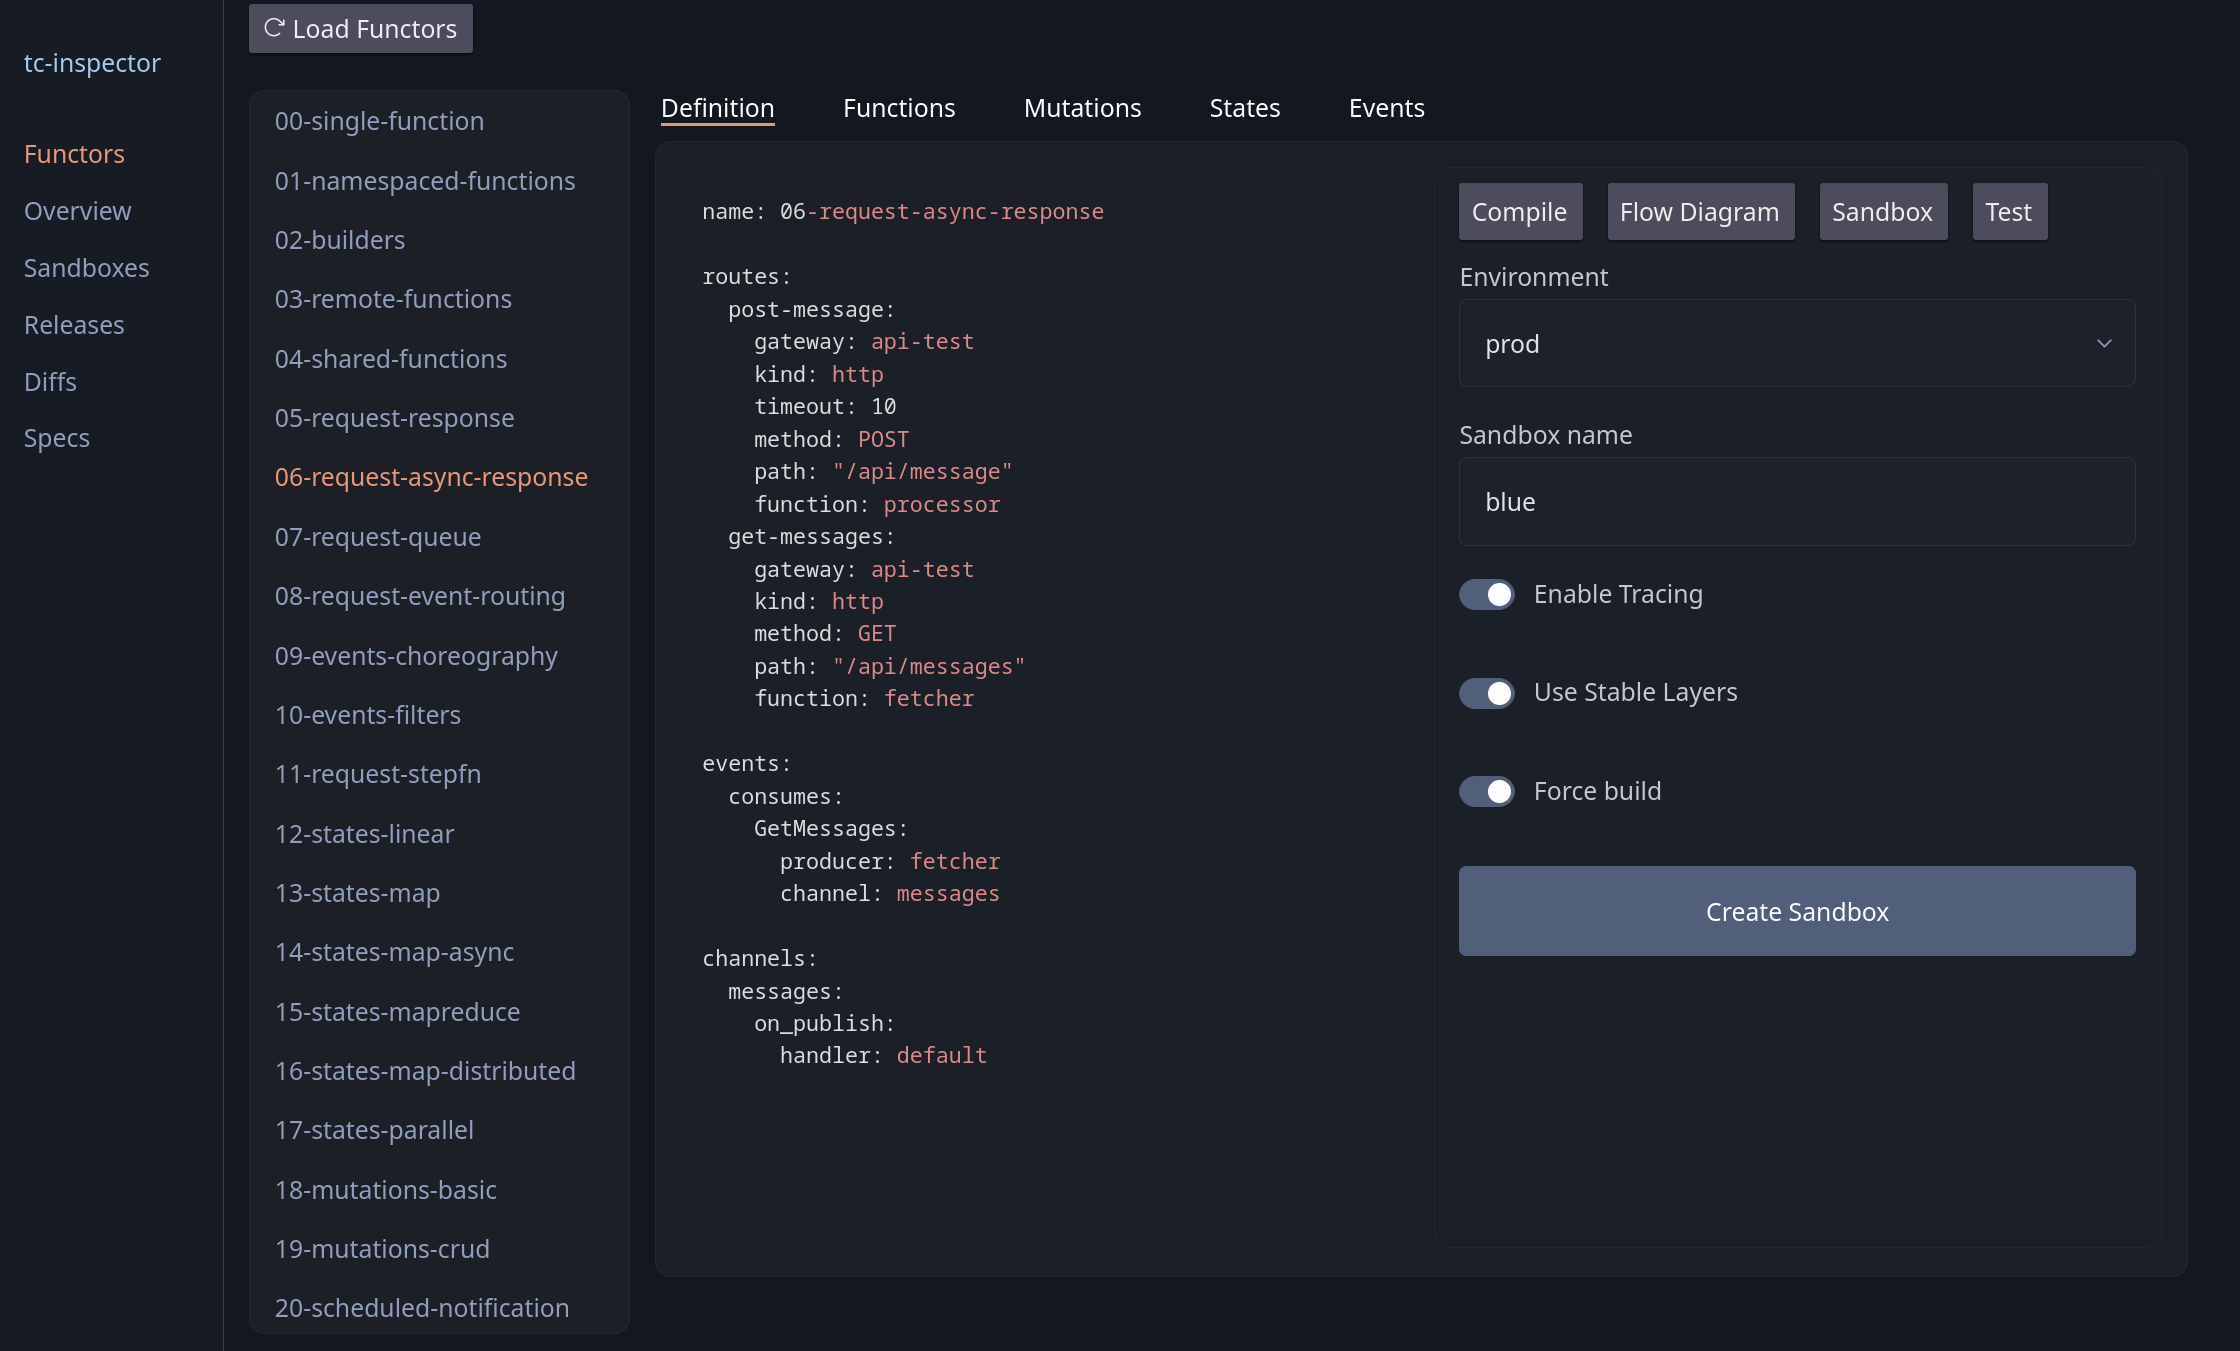 Load Functors
tc-inspector
Functors
Overview
Sandboxes
Releases
Diffs
Specs
00-single-function
01-namespaced-functions
02-builders
03-remote-functions
04-shared-functions
05-request-response
06-request-async-response
07-request-queue
08-request-event-routing
09-events-choreography
10-events-filters
11-request-stepfn
12-states-linear
13-states-map
14-states-map-async
15-states-mapreduce
16-states-map-distributed
17-states-parallel
18-mutations-basic
19-mutations-crud
20-scheduled-notification
Definition Functions Mutations States Events
name: 06-request-async-response
routes:
post-message:
gateway: api-test
kind: http
timeout: 10
method: POST
path: "/api/message"
function: processor
get-messages:
gateway: api-test
kind: http
method: GET
path: "/api/messages"
function: fetcher
events:
consumes:
GetMessages:
producer: fetcher
channel: messages
channels:
messages:
on_publish:
handler: default
Compile Flow Diagram Sandbox Test
Environment
prod
Sandbox name
blue
Enable Tracing
Use Stable Layers
Force build
Create Sandbox